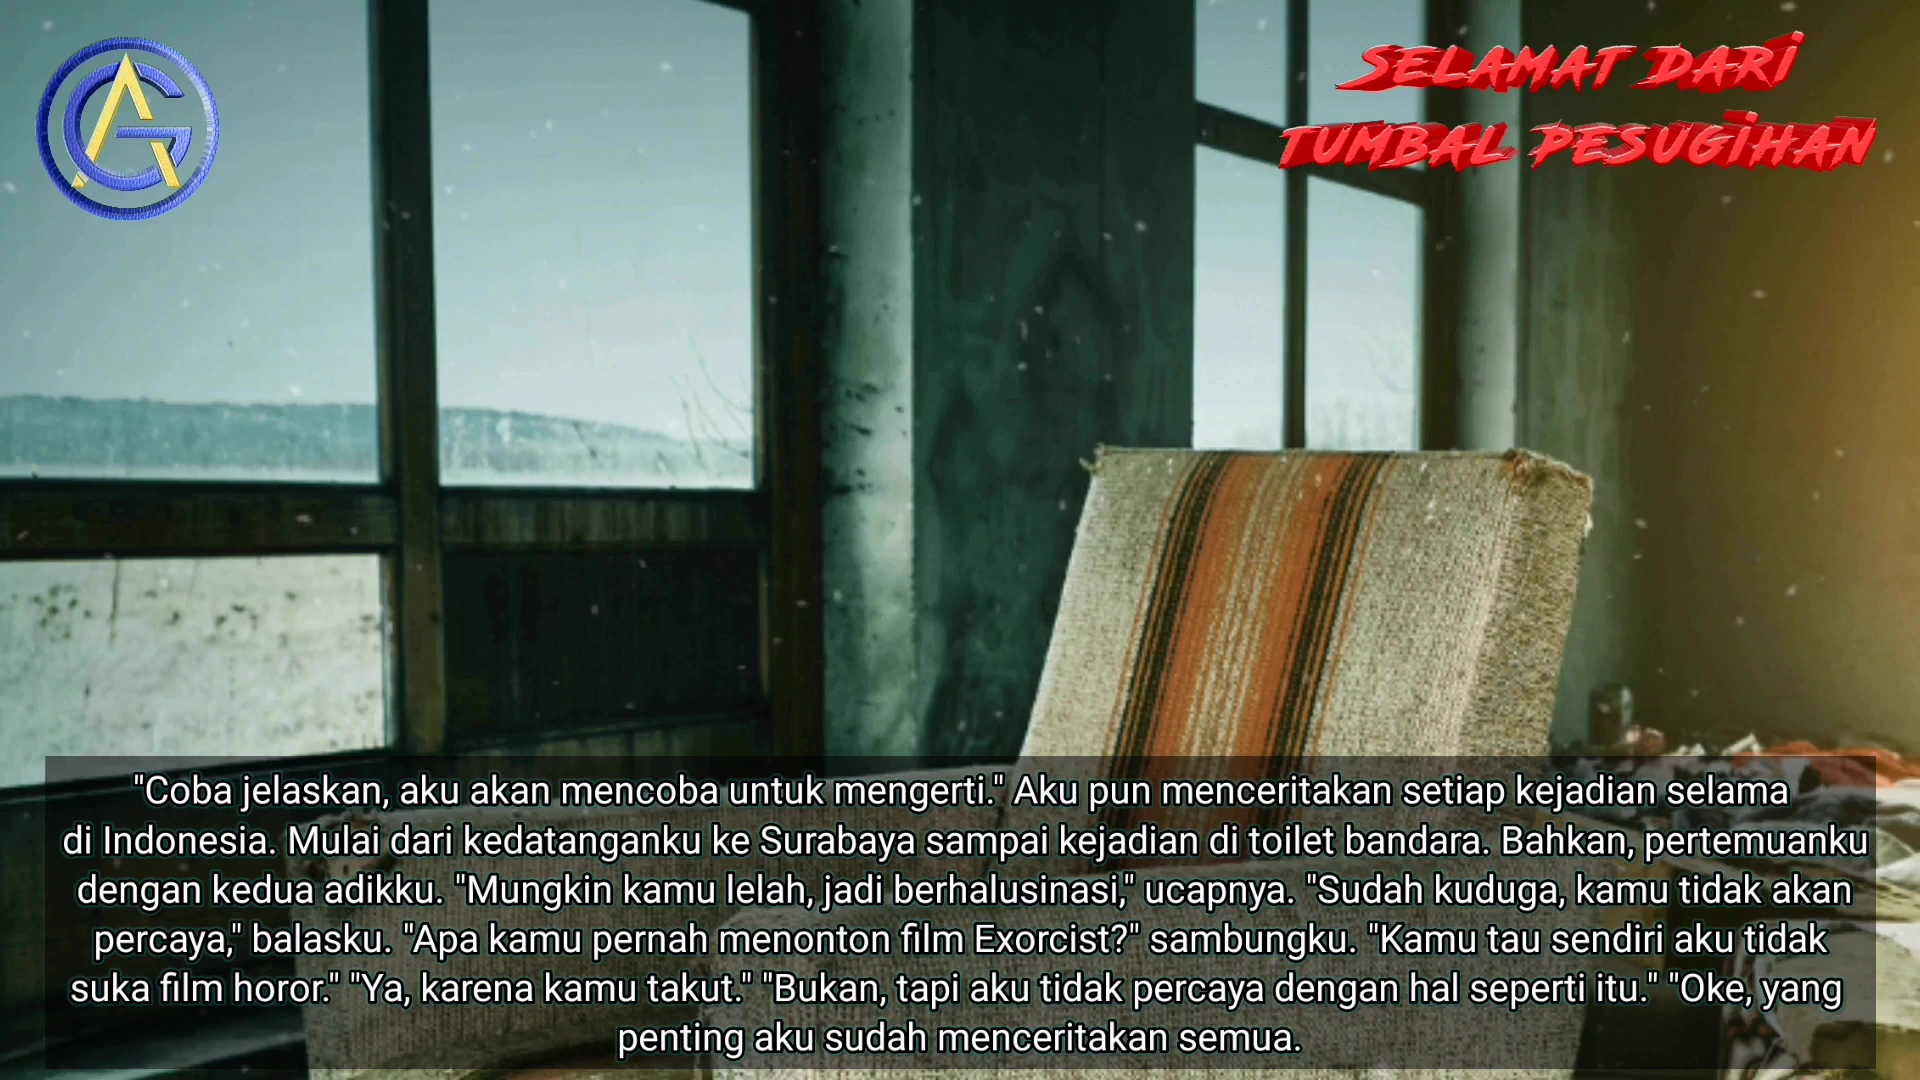 SELAMAT DARI
TUMBAL PESUGIHAN
"Coba jelaskan, aku akan mencoba untuk mengerti." Aku pun menceritakan setiap kejadian selama
di Indonesia. Mulai dari kedatanganku ke Surabaya sampai kejadian di toilet bandara. Bahkan, pertemuanku
dengan kedua adikku. "Mungkin kamu lelah, jadi berhalusinasi," ucapnya. "Sudah kuduga, kamu tidak akan
percaya," balasku. "Apa kamu pernah menonton film Exorcist?" sambungku. "Kamu tau sendiri aku tidak
suka film horor." "Ya, karena kamu takut." "Bukan, tapi aku tidak percaya dengan hal seperti itu." "Oke, yang
penting aku sudah menceritakan semua.